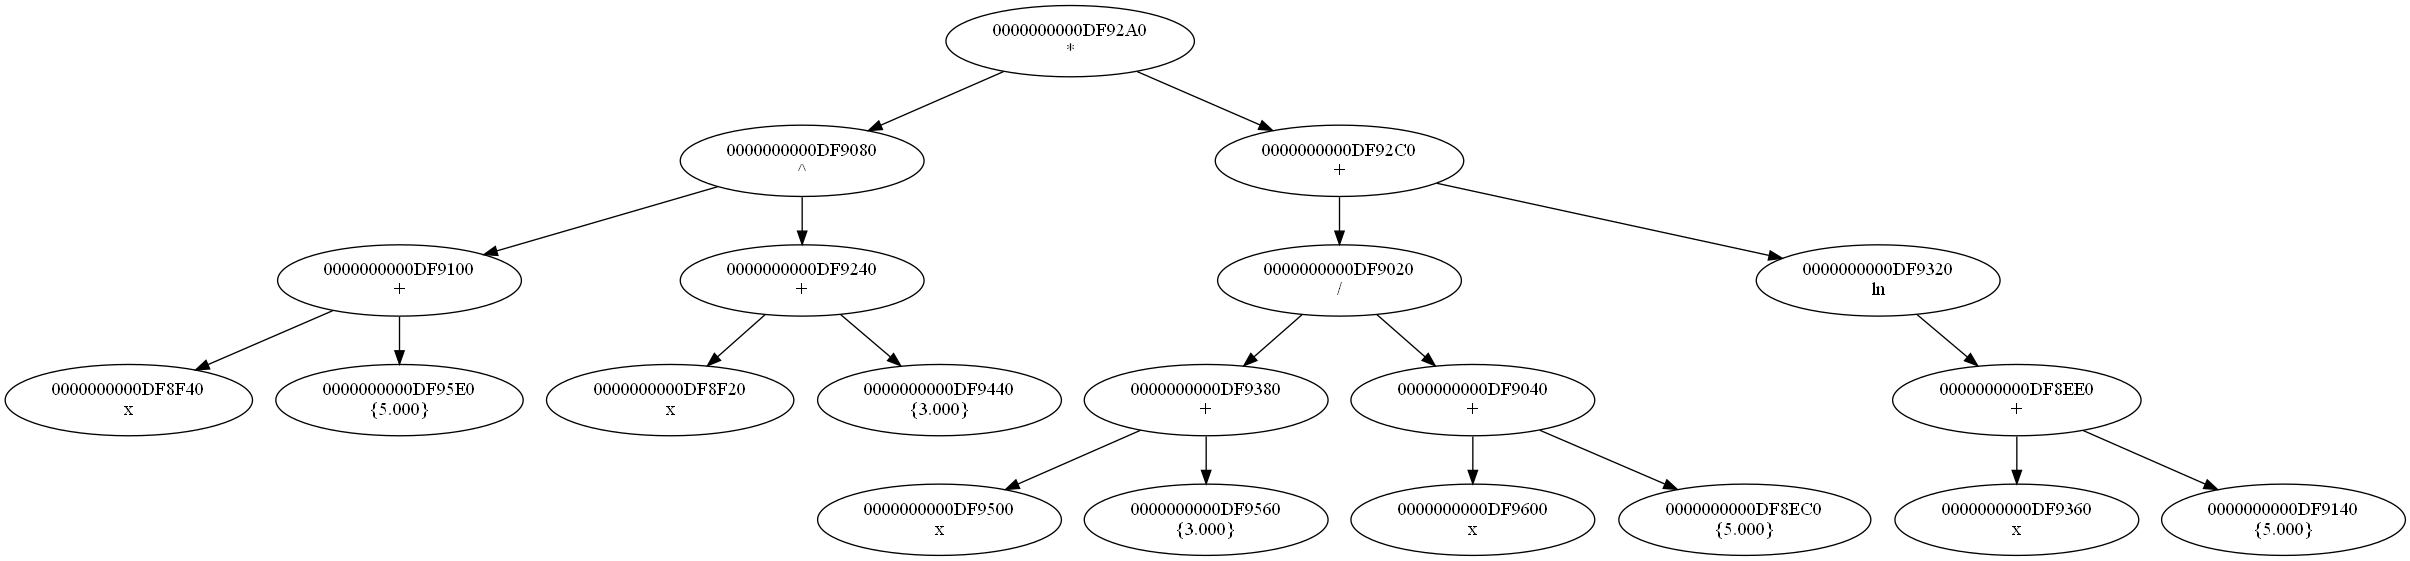 0000000000DF92A0
*
0000000000DF9080
^
0000000000DF92C0
+
0000000000DF9100
+
0000000000DF9240
+
0000000000DF9020
/
0000000000DF9320
ln
0000000000DF8F40
x
0000000000DF95E0
{5.000}
0000000000DF8F20
x
0000000000DF9440
{3.000}
0000000000DF9380
+
0000000000DF9040
+
0000000000DF8EE0
+
0000000000DF9500
x
0000000000DF9560
{3.000}
0000000000DF9600
x
0000000000DF8EC0
{5.000}
0000000000DF9360
x
0000000000DF9140
{5.000}